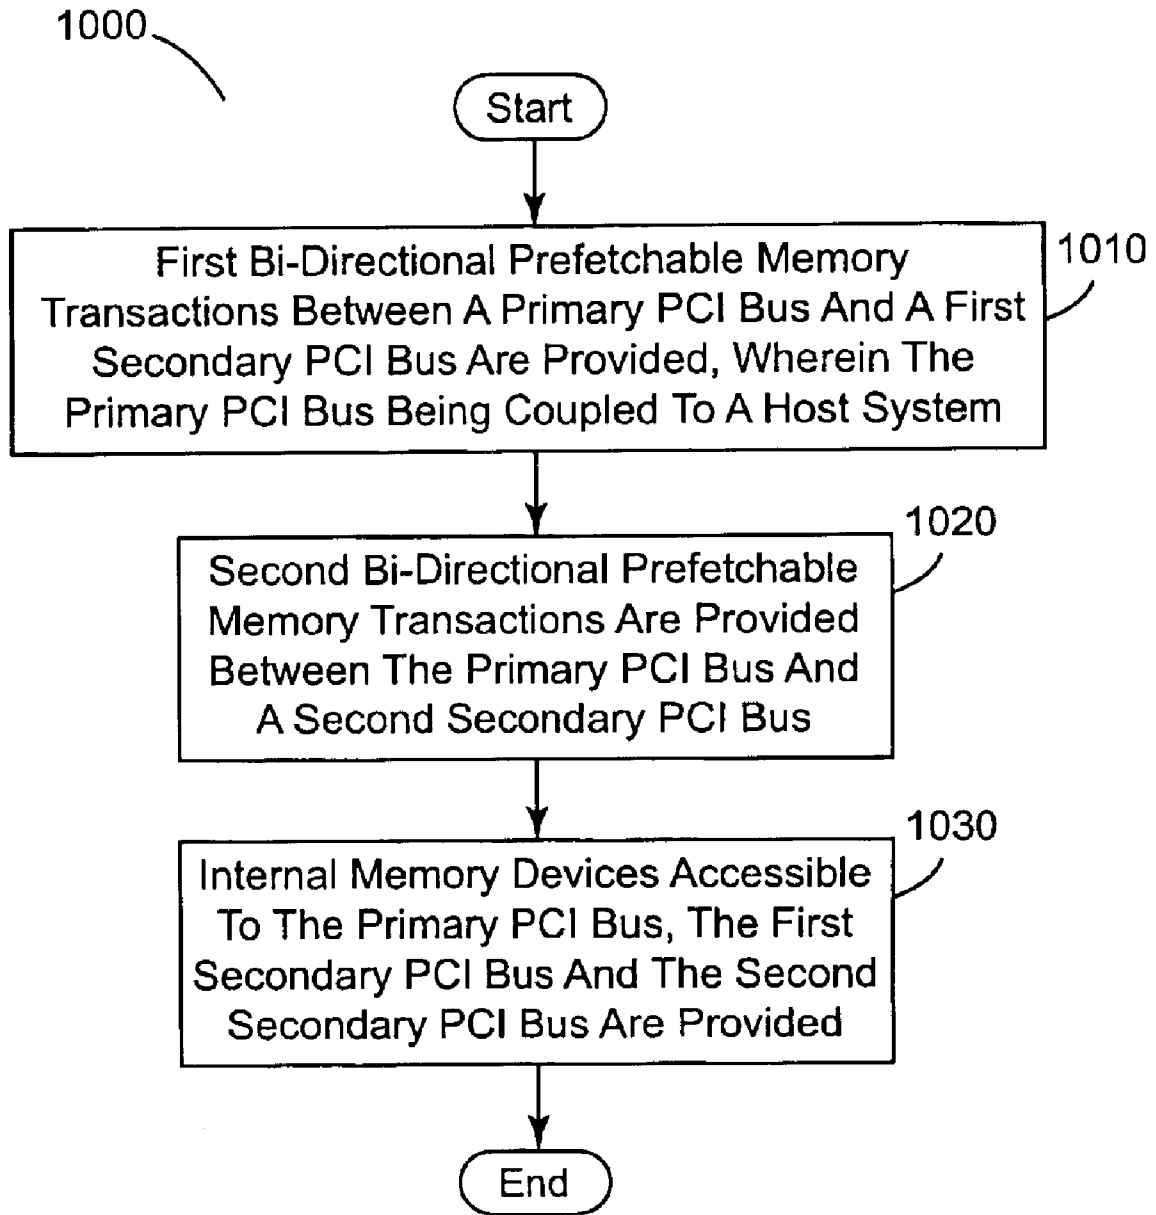 1000
Start
First Bi-Directional Prefetchable Memory
Transactions Between A Primary PCI Bus And A First
Secondary PCI Bus Are Provided, Wherein The
Primary PCI Bus Being Coupled To A Host System
1010
Second Bi-Directional Prefetchable
Memory Transactions Are Provided
Between The Primary PCI Bus And
A Second Secondary PCI Bus
1020
Internal Memory Devices Accessible
To The Primary PCI Bus, The First
Secondary PCI Bus And The Second
Secondary PCI Bus Are Provided
1030
End